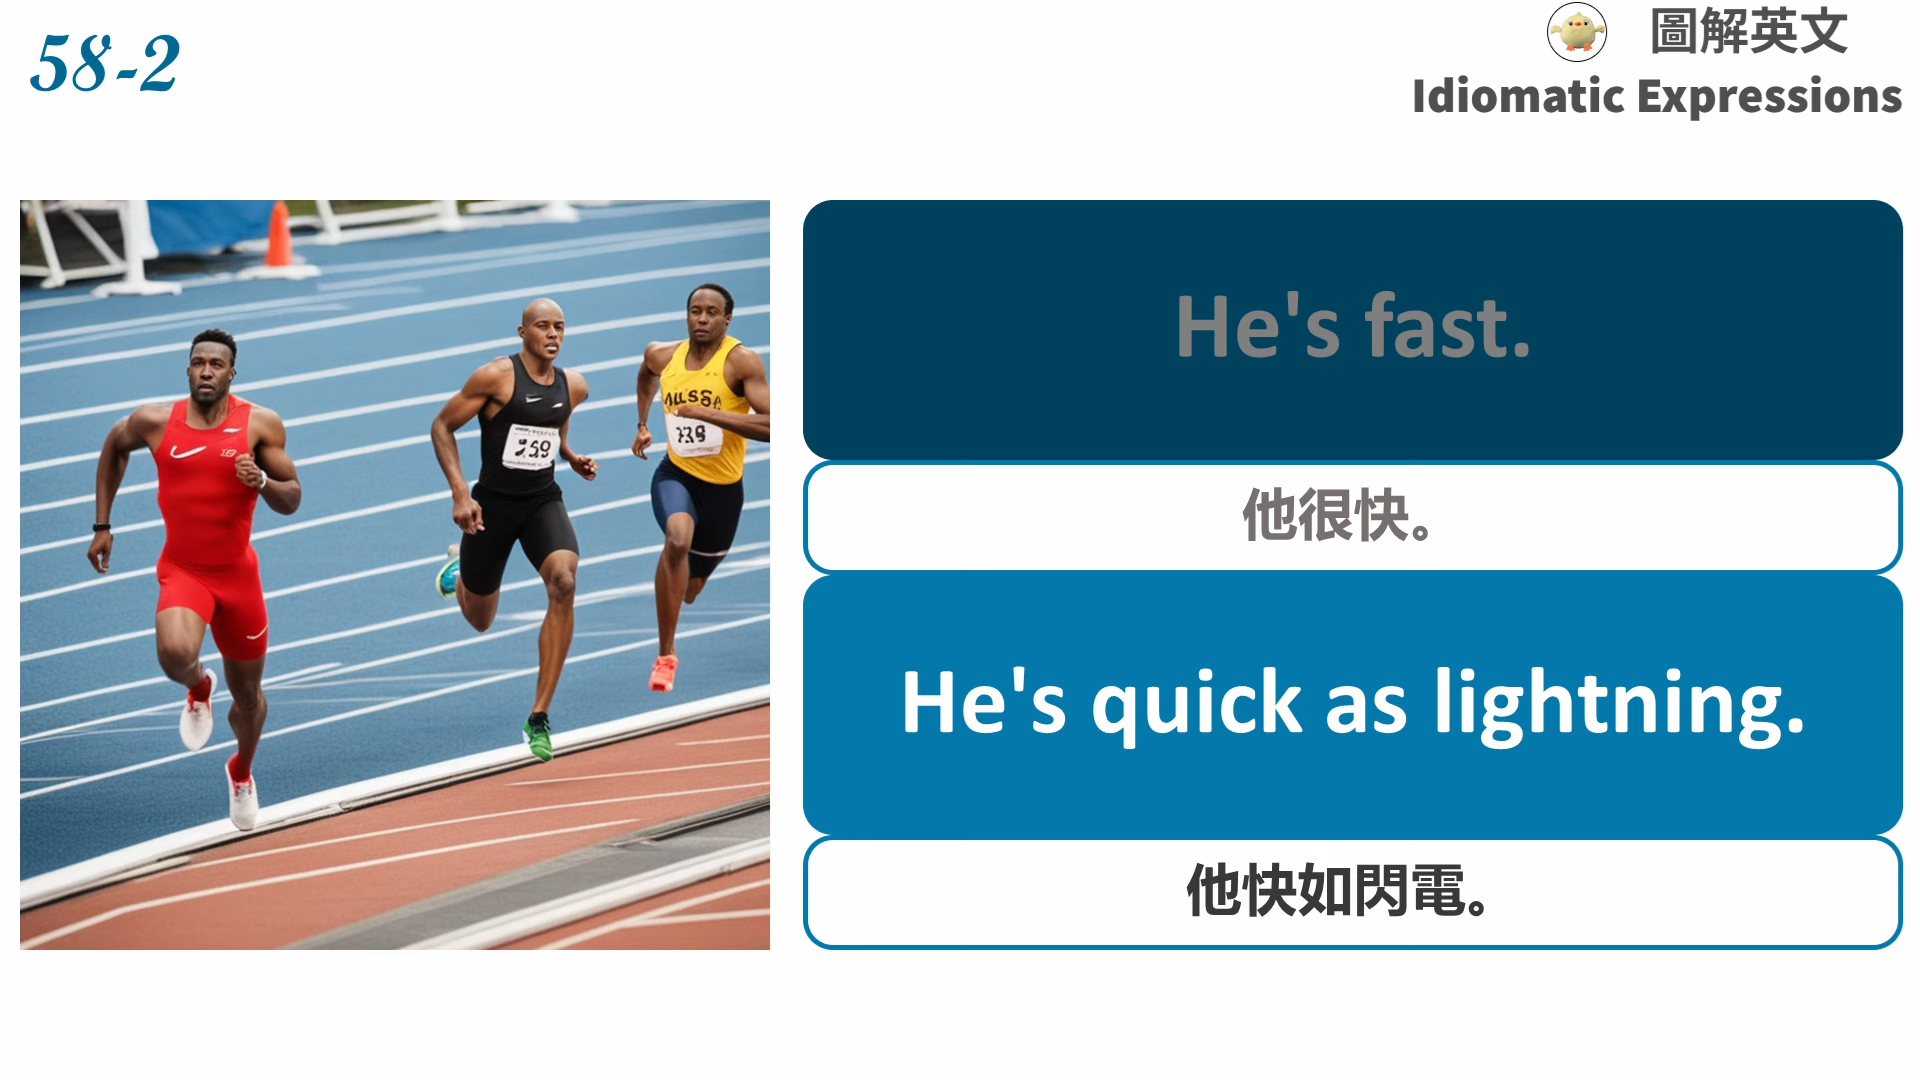 58-2
圖解英文
Idiomatic Expressions
He's fast.
他很快。
He's quick as lightning.
他快如閃電。